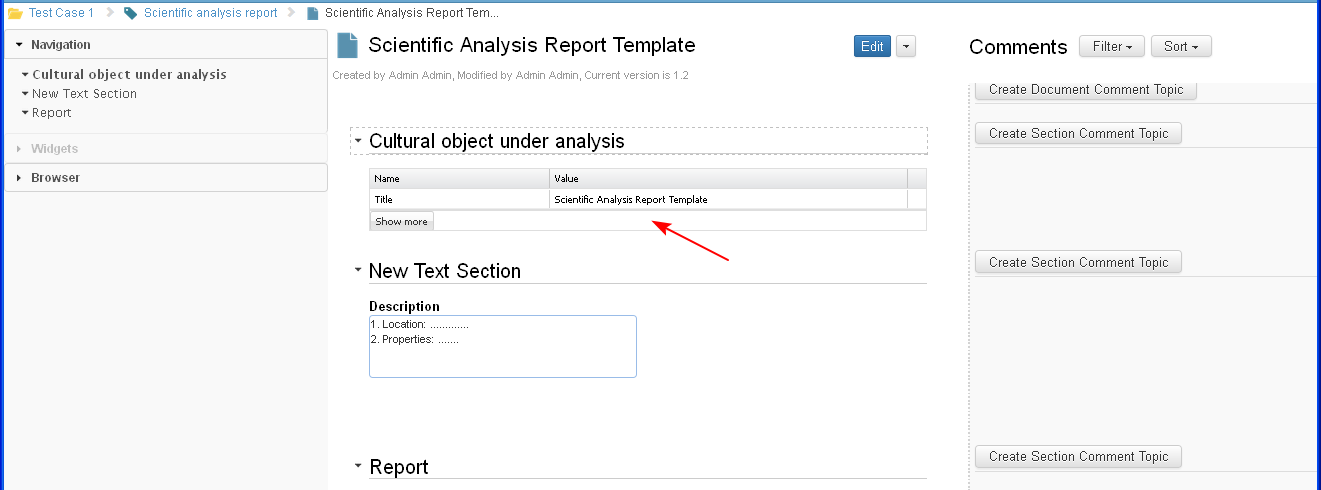 Test Case 1 Scientific analysis report Scientific Analysis Report Tem...
Navigation
Cultural object under analysis
New Text Section
Report
Widgets
Browser
Scientific Analysis Report Template
Edit
Created by Admin Admin, Modified by Admin Admin, Current version is 1.2
Cultural object under analysis
Name Value
Title Scientific Analysis Report Template
Show more
New Text Section
Description
1. Location: .............
2. Properties: .......
Report
Comments Filter Sort
Create Document Comment Topic
Create Section Comment Topic
Create Section Comment Topic
Create Section Comment Topic